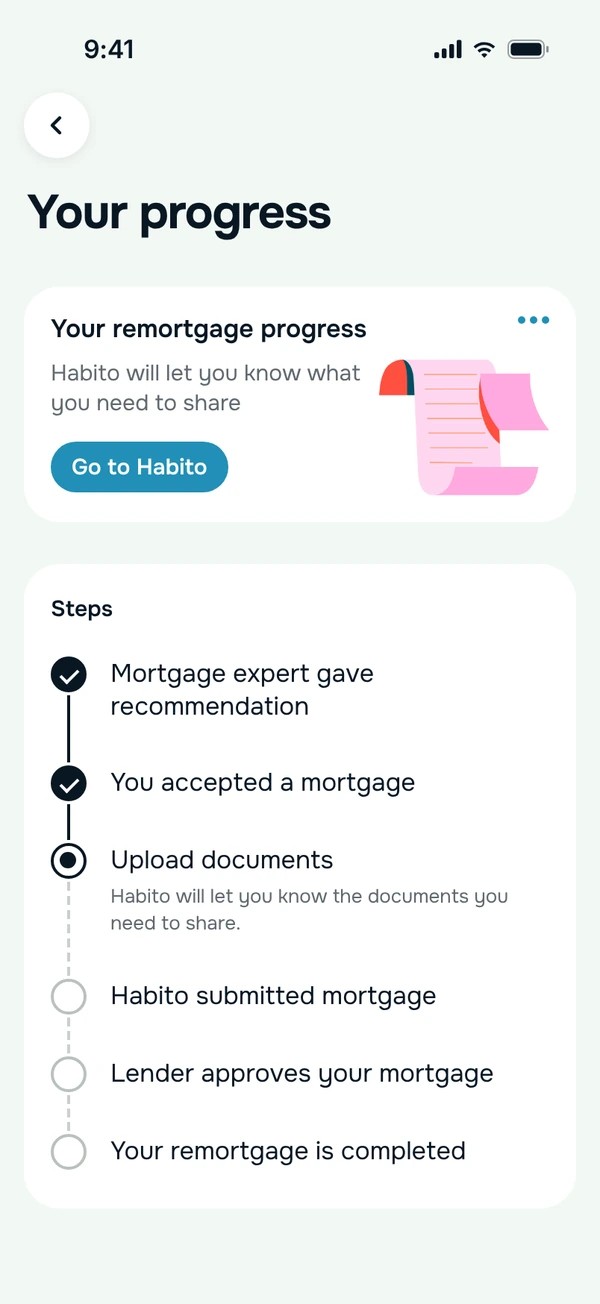 9:41
Your progress
Your remortgage progress
Habito will let you know what
you need to share
Go to Habito
Steps
Mortgage expert gave
recommendation
You accepted a mortgage
Upload documents
Habito will let you know the documents you
need to share.
Habito submitted mortgage
Lender approves your mortgage
Your remortgage is completed